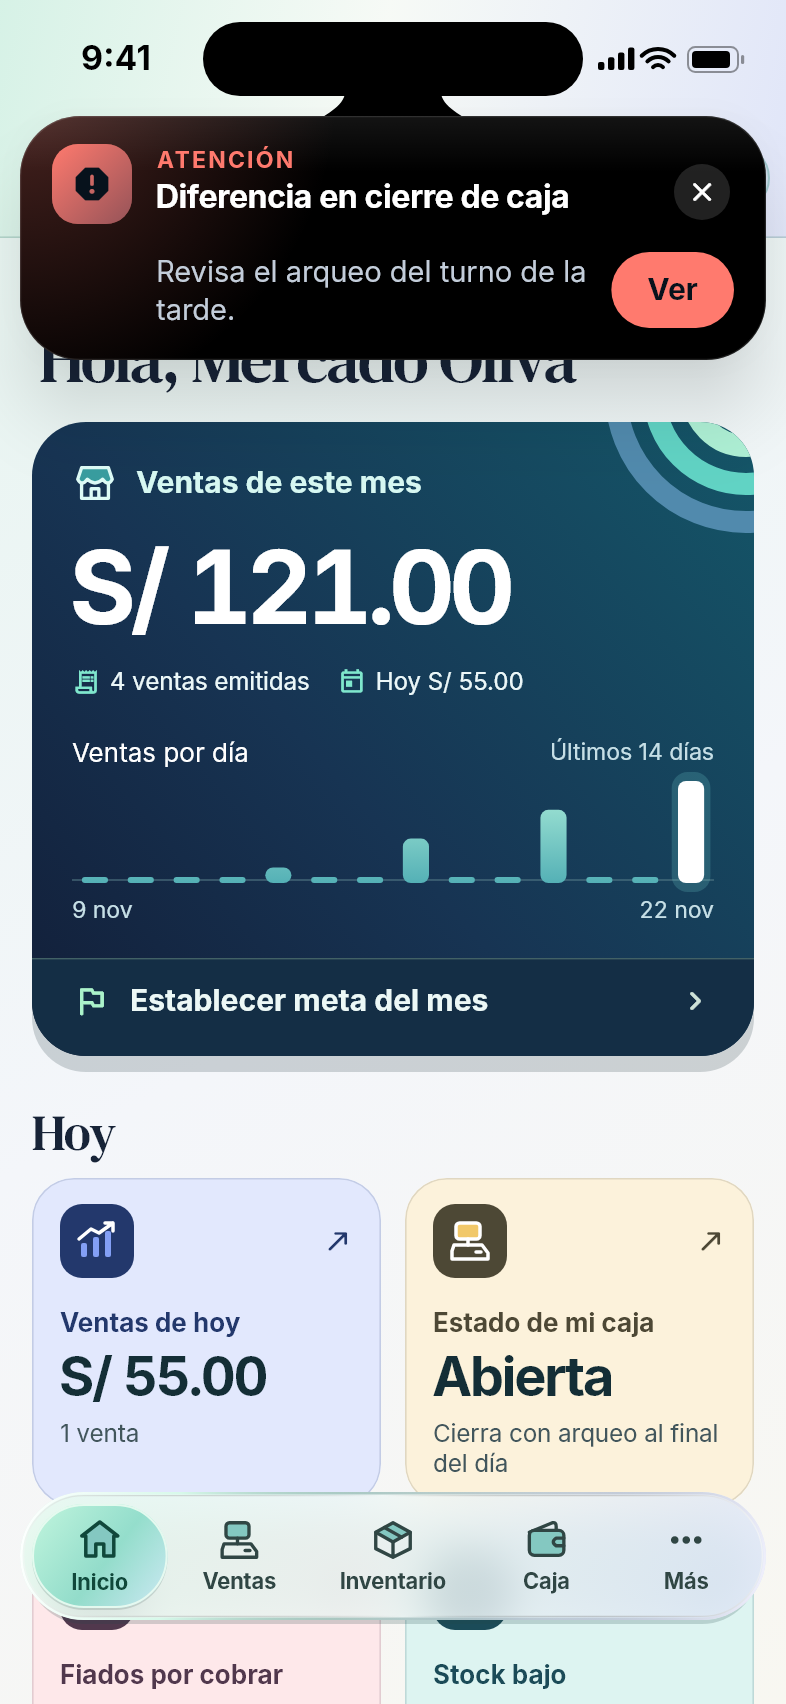 9:41
ATENCIÓN
Diferencia en cierre de caja
Revisa el arqueo del turno de la
tarde.
Ver
Hola, Mercado Oliva
Ventas de este mes
S/ 121.00
4 ventas emitidas
Hoy S/ 55.00
Ventas por día
Últimos 14 días
9 nov
22 nov
Establecer meta del mes
Hoy
Ventas de hoy
S/ 55.00
1 venta
Estado de mi caja
Abierta
Cierra con arqueo al final
del día
Inicio
Ventas
Inventario
Caja
Más
Fiados por cobrar
Stock bajo